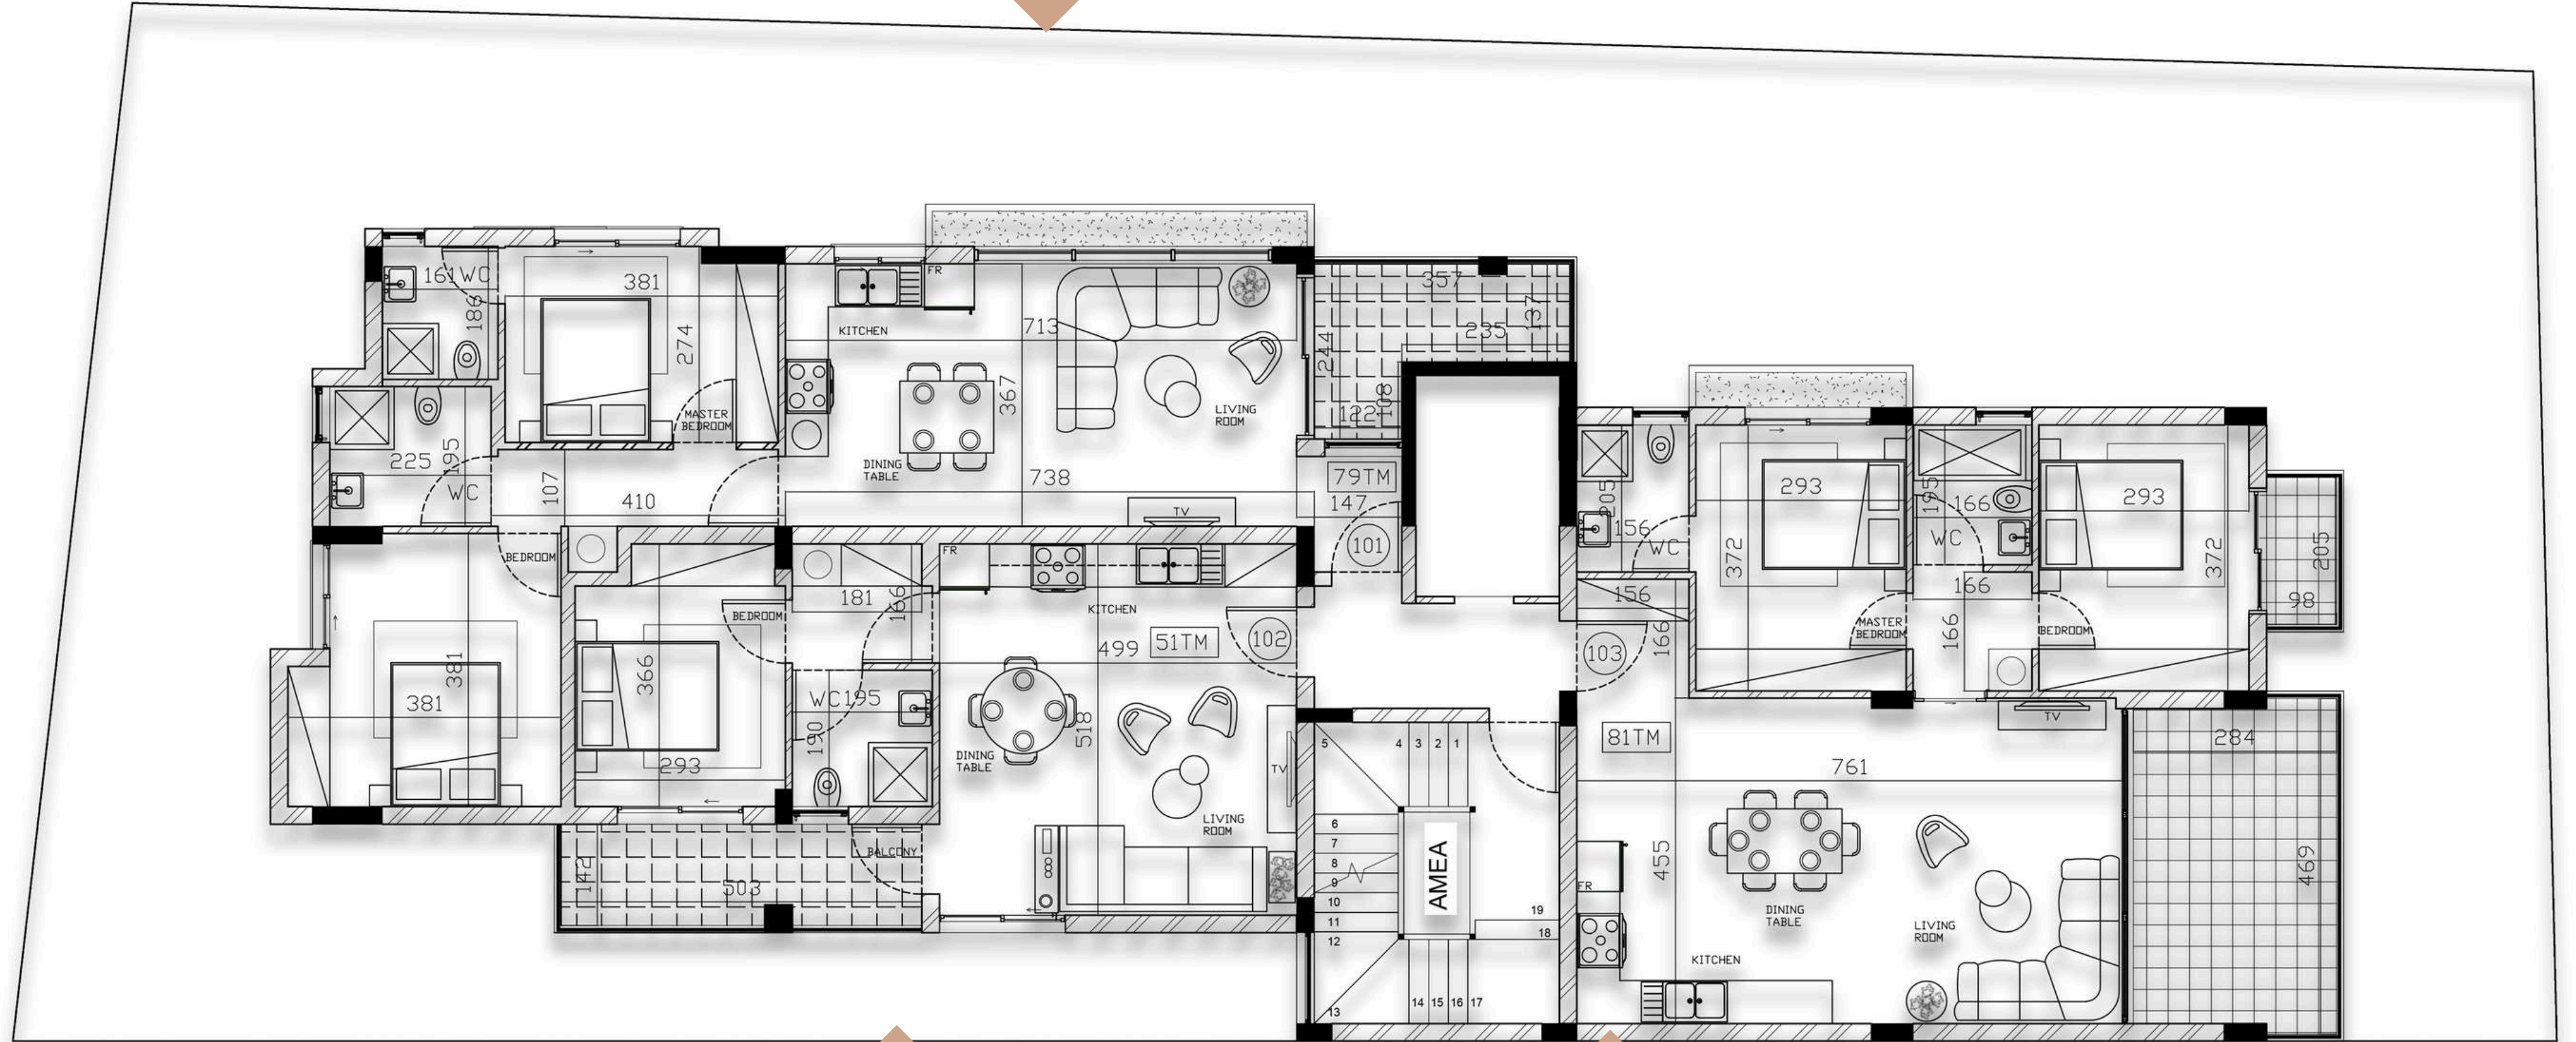 161
WC
186
381
274
MASTER
BEDROOM
225
195
WC
107
410
FR
KITCHEN
713
367
DINING
TABLE
LIVING
ROOM
738
TV
357
137
235
244
108
122
79TM
147
101
BEDROOM
381
381
BEDROOM
366
293
181
166
WC
195
190
142
503
BALCONY
FR
KITCHEN
499
51TM
102
DINING
TABLE
518
TV
LIVING
ROOM
5
4
3
2
1
6
7
8
9
10
11
12
13
14
15
16
17
18
19
AMEA
205
156
WC
156
166
103
293
372
MASTER
BEDROOM
195
166
WC
166
166
293
372
BEDROOM
205
98
81TM
TV
284
761
469
455
FR
DINING
TABLE
LIVING
ROOM
KITCHEN